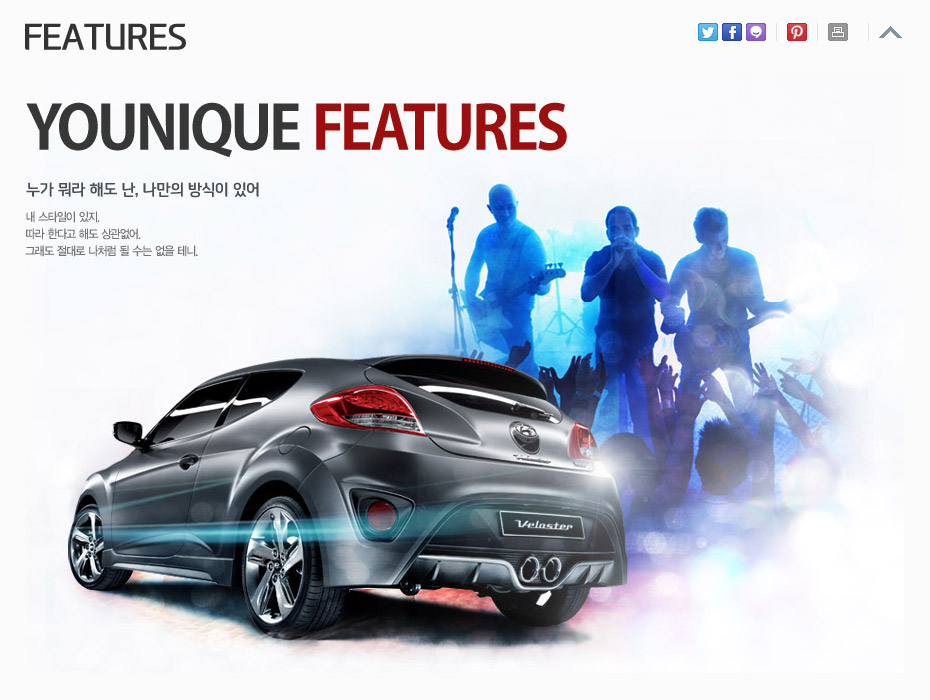 FEATURES
YOUNIQUE FEATURES
누가 뭐라 해도 난, 나만의 방식이 있어
내 스타일이 있지.
따라 한다고 해도 상관없어.
그래도 절대로 나처럼 될 수는 없을 테니.
Veloster